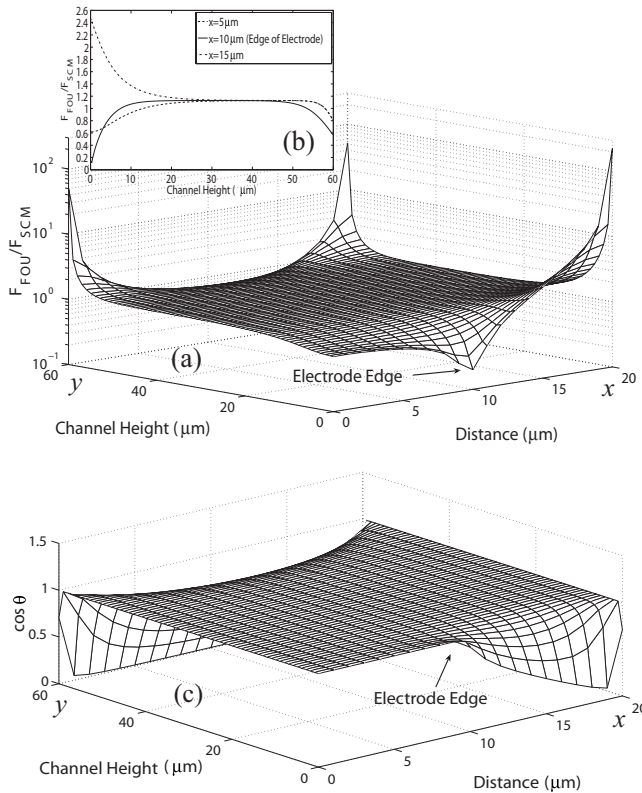 2.6
2.4
2.2
2
1.8
1.6
1.4
1.2
1
0.8
0.6
0.4
0.2
0
F_FOU/F_SCM
x=5μm
x=10μm (Edge of Electrode)
x=15μm
(b)
0 10 20 30 40 50 60
Channel Height ( μm)
10^2
10^1
10^0
10^-1
F_FOU/F_SCM
(a)
Electrode Edge
60 40 20 0
y
0 5 10 15 20
x
Channel Height (μm)
Distance (μm)
1.5
1
0.5
0
cos θ
(c)
Electrode Edge
60 40 20 0
y
0 5 10 15 20
x
Channel Height (μm)
Distance (μm)